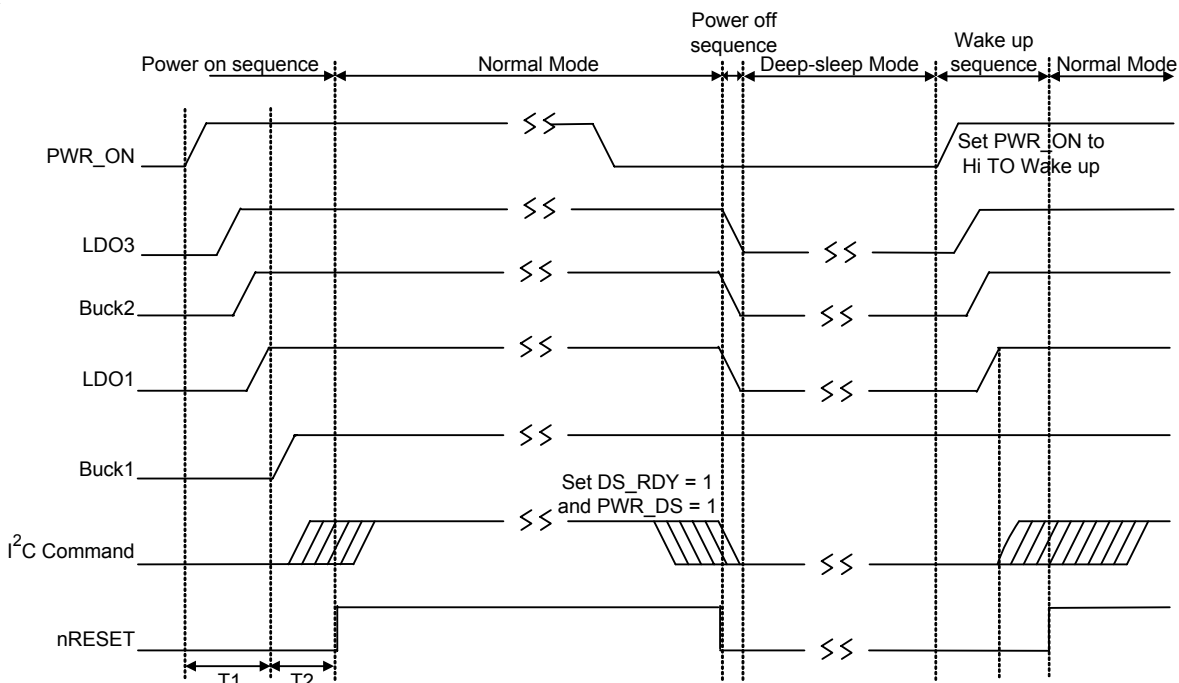 Power on sequence
Normal Mode
Power off
sequence
Deep-sleep Mode
Wake up
sequence
Normal Mode
PWR_ON
Set PWR_ON to
Hi TO Wake up
LDO3
Buck2
LDO1
Buck1
Set DS_RDY = 1
and PWR_DS = 1
I²C Command
nRESET
T1
T2